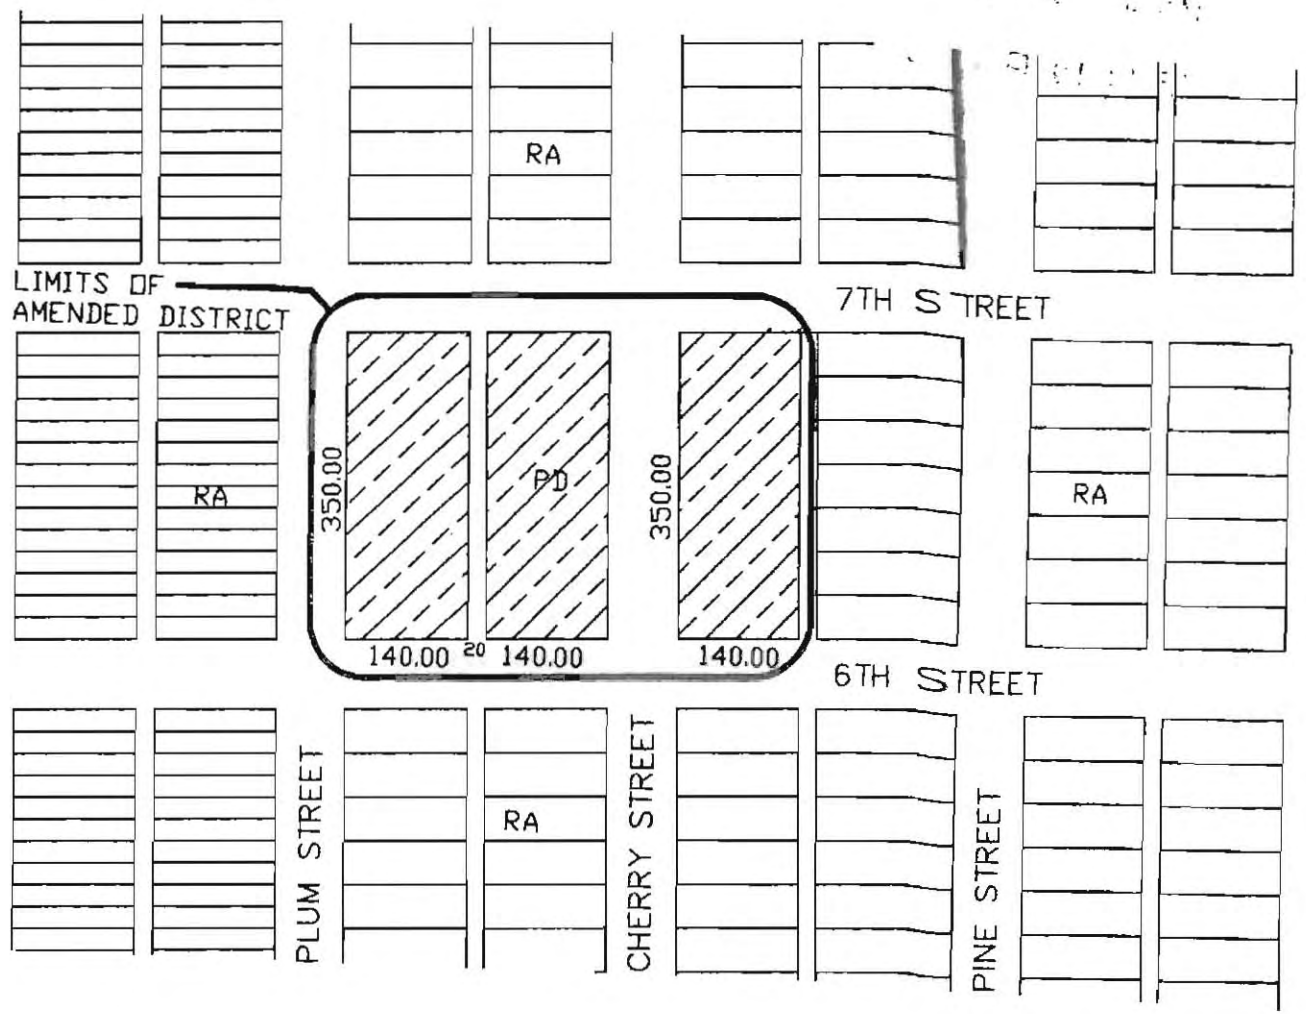 RA
LIMITS OF
AMENDED DISTRICT
7TH STREET
350.00
350.00
PD
RA
RA
140.00 20 140.00
140.00
6TH STREET
PLUM STREET
CHERRY STREET
PINE STREET
RA